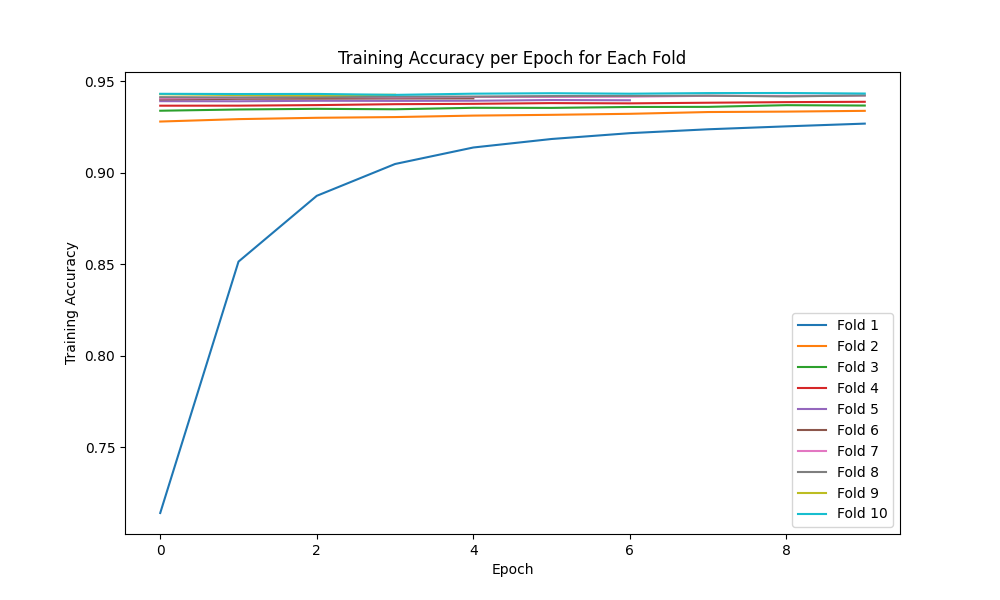 Training Accuracy per Epoch for Each Fold
0.95
0.90
0.85
0.80
0.75
Training Accuracy
0 2 4 6 8
Epoch
Fold 1
Fold 2
Fold 3
Fold 4
Fold 5
Fold 6
Fold 7
Fold 8
Fold 9
Fold 10